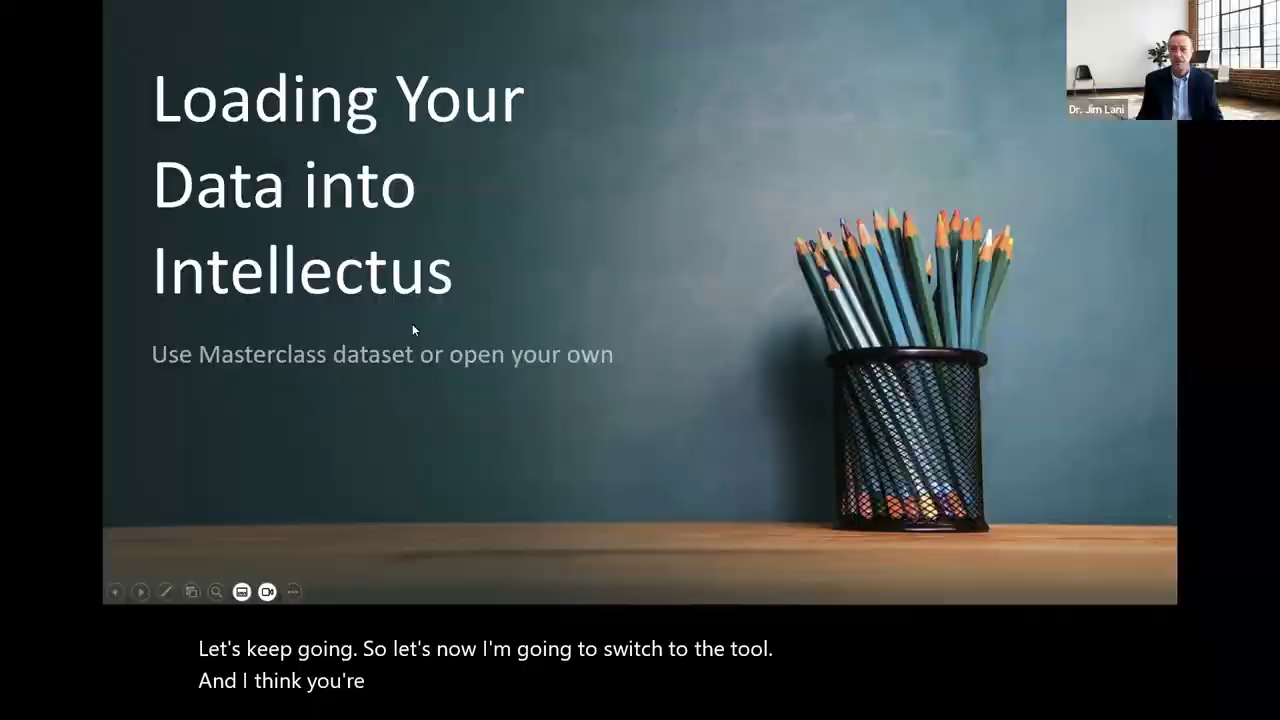 Loading Your
Data into
Intellectus
Use Masterclass dataset or open your own
Dr. Jim Lani
Let's keep going. So let's now I'm going to switch to the tool.
And I think you're